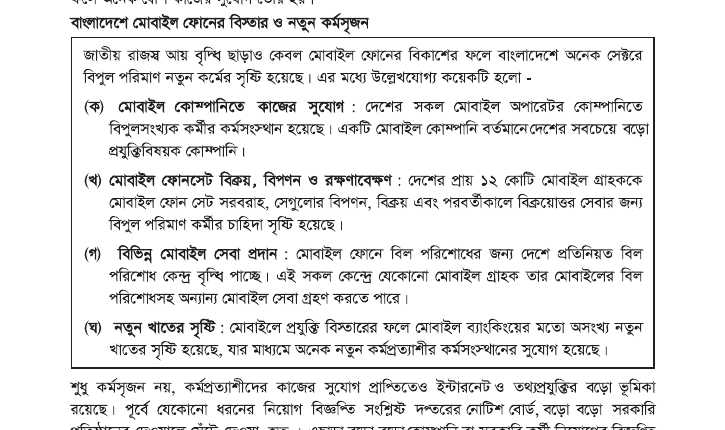 ফলে অনেক বেশি কাজের সুযোগ তৈরি হয়।
বাংলাদেশে মোবাইল ফোনের বিস্তার ও নতুন কর্মসৃজন
জাতীয় রাজস্ব আয় বৃদ্ধি ছাড়াও কেবল মোবাইল ফোনের বিকাশের ফলে বাংলাদেশে অনেক সেক্টরে
বিপুল পরিমাণ নতুন কর্মের সৃষ্টি হয়েছে। এর মধ্যে উল্লেখযোগ্য কয়েকটি হলো -
(ক) মোবাইল কোম্পানিতে কাজের সুযোগ : দেশের সকল মোবাইল অপারেটর কোম্পানিতে
বিপুলসংখ্যক কর্মীর কর্মসংস্থান হয়েছে। একটি মোবাইল কোম্পানি বর্তমানে দেশের সবচেয়ে বড়ো
প্রযুক্তিবিষয়ক কোম্পানি।
(খ) মোবাইল ফোনসেট বিক্রয়, বিপণন ও রক্ষণাবেক্ষণ : দেশের প্রায় ১২ কোটি মোবাইল গ্রাহককে
মোবাইল ফোন সেট সরবরাহ, সেগুলোর বিপণন, বিক্রয় এবং পরবর্তীকালে বিক্রয়োত্তর সেবার জন্য
বিপুল পরিমাণ কর্মীর চাহিদা সৃষ্টি হয়েছে।
(গ) বিভিন্ন মোবাইল সেবা প্রদান : মোবাইল ফোনে বিল পরিশোধের জন্য দেশে প্রতিনিয়ত বিল
পরিশোধ কেন্দ্র বৃদ্ধি পাচ্ছে। এই সকল কেন্দ্রে যেকোনো মোবাইল গ্রাহক তার মোবাইলের বিল
পরিশোধসহ অন্যান্য মোবাইল সেবা গ্রহণ করতে পারে।
(ঘ) নতুন খাতের সৃষ্টি : মোবাইলে প্রযুক্তি বিস্তারের ফলে মোবাইল ব্যাংকিংয়ের মতো অসংখ্য নতুন
খাতের সৃষ্টি হয়েছে, যার মাধ্যমে অনেক নতুন কর্মপ্রত্যাশীর কর্মসংস্থানের সুযোগ হয়েছে।
শুধু কর্মসৃজন নয়, কর্মপ্রত্যাশীদের কাজের সুযোগ প্রাপ্তিতেও ইন্টারনেট ও তথ্যপ্রযুক্তির বড়ো ভূমিকা
রয়েছে। পূর্বে যেকোনো ধরনের নিয়োগ বিজ্ঞপ্তি সংশ্লিষ্ট দপ্তরের নোটিশ বোর্ড, বড়ো বড়ো সরকারি